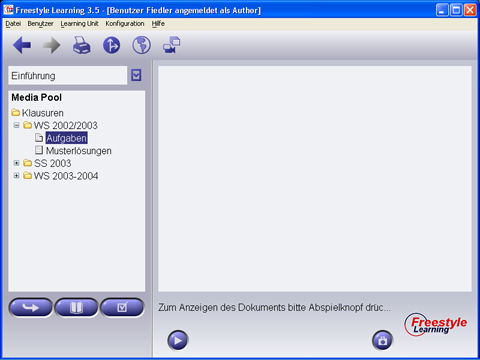 Freestyle Learning 3.5 - [Benutzer Fiedler angemeldet als Author]
Datei Benutzer Learning Unit Konfiguration Hilfe
Einführung
Media Pool
Klausuren
WS 2002/2003
Aufgaben
Musterlösungen
SS 2003
WS 2003-2004
Zum Anzeigen des Dokuments bitte Abspielknopf drüc...
Freestyle
Learning